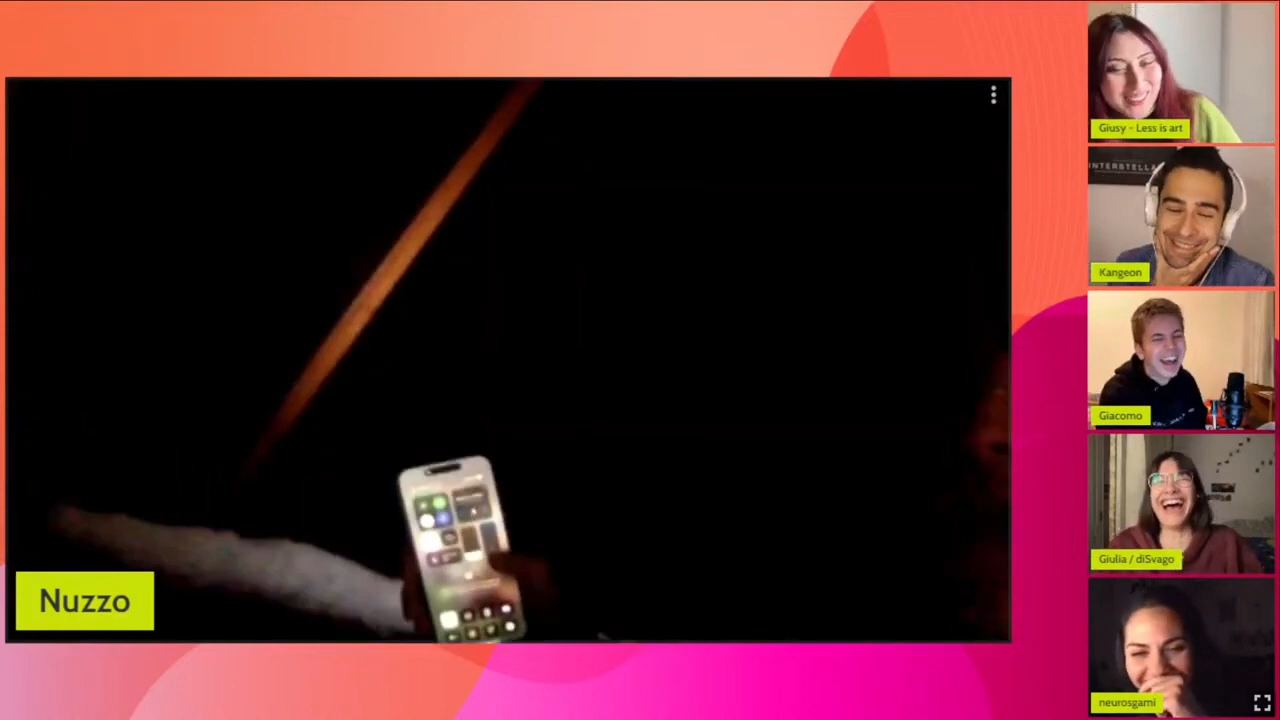 Nuzzo
Giusy - Less is art
INTERSTELLA
Kangeon
Giacomo
Giulia / diSvago
neurosgami